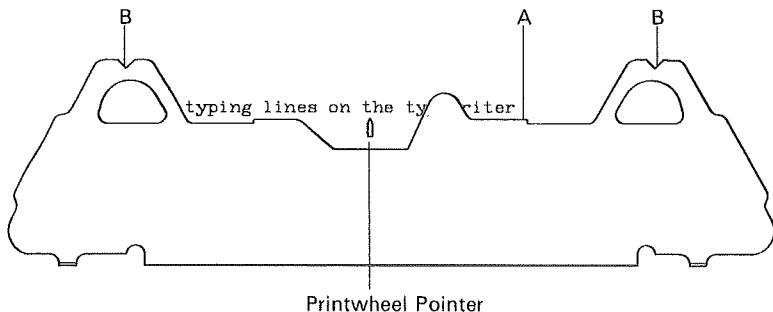 B A B
typing lines on the ty riter
Printwheel Pointer